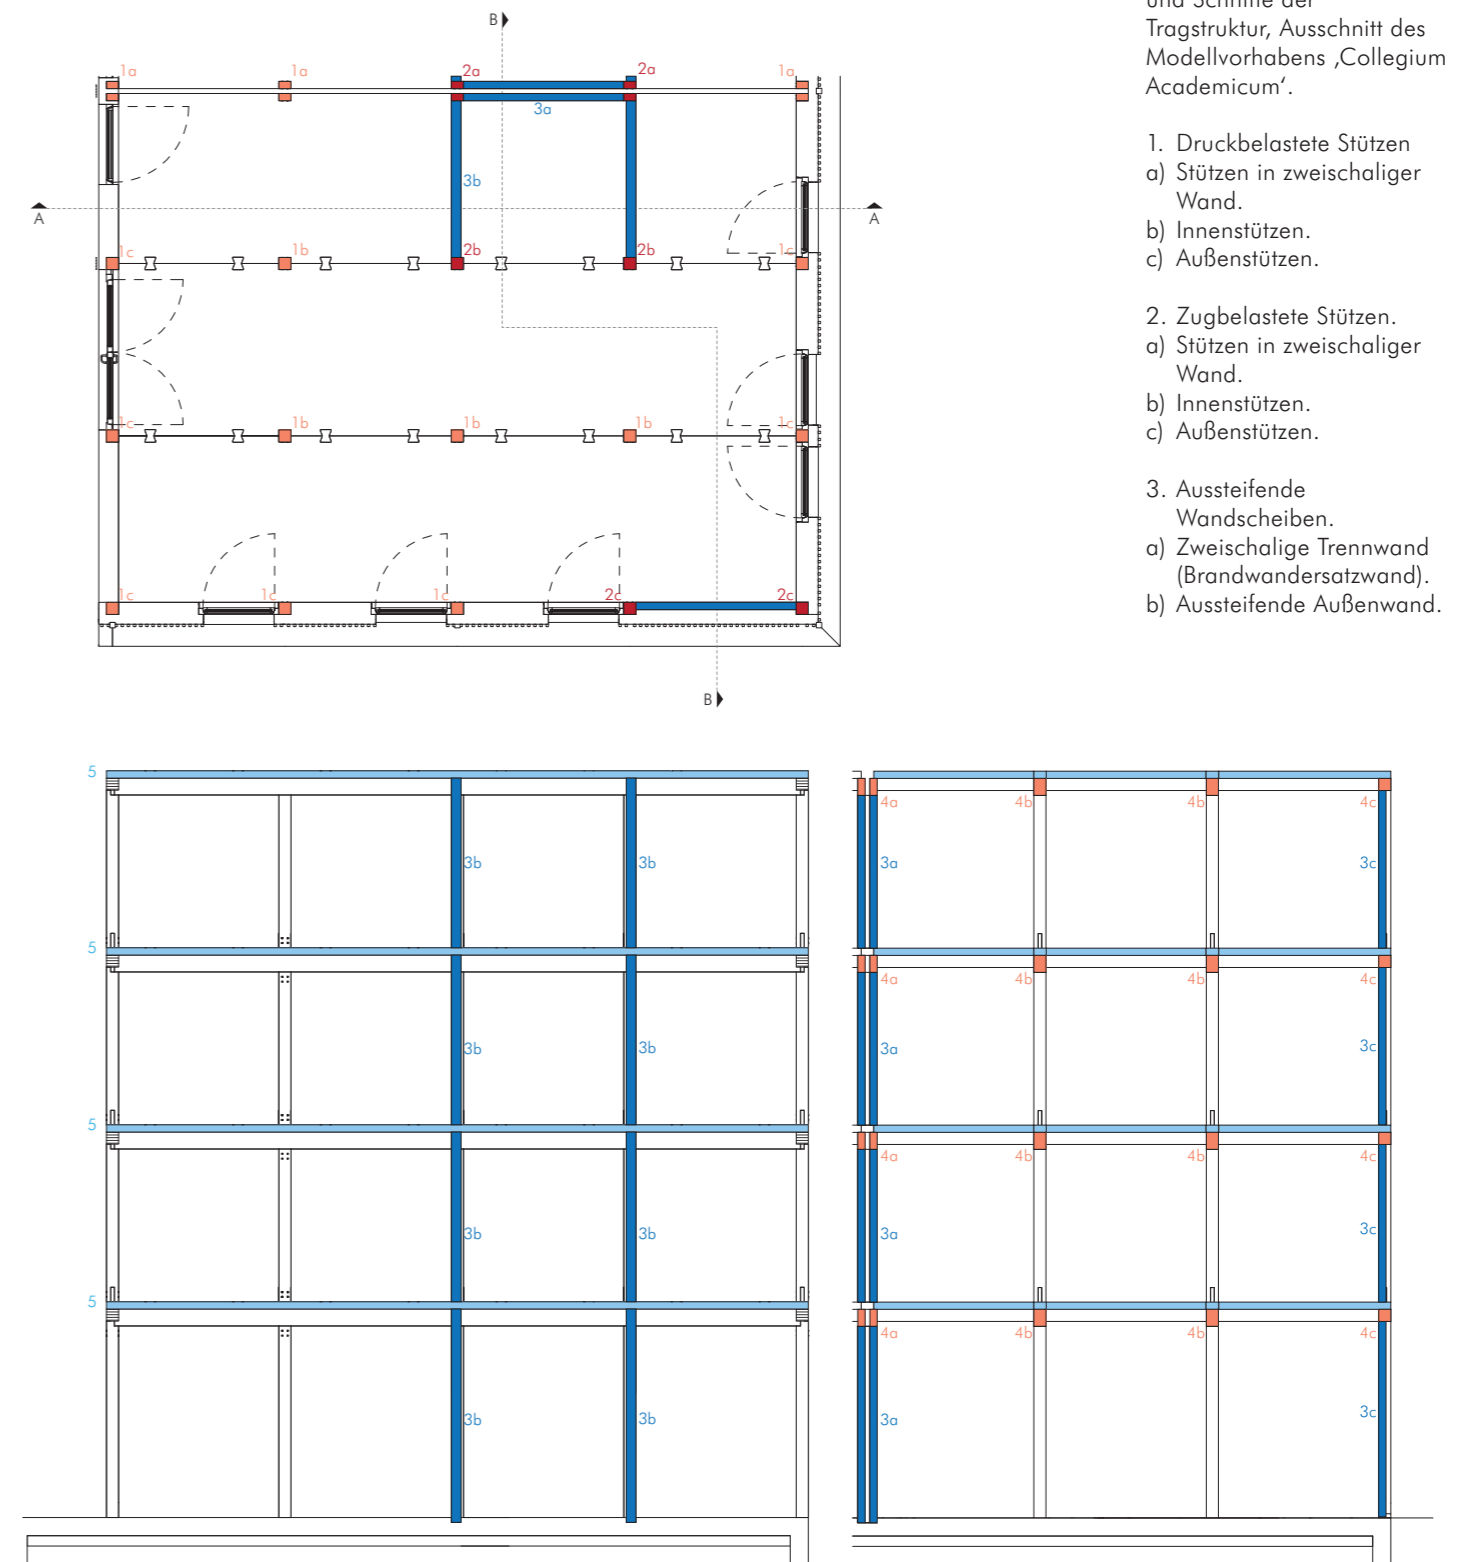 und Schnitte der
Tragstruktur, Ausschnitt des
Modellvorhabens ‚Collegium
Academicum‘.
1. Druckbelastete Stützen
a) Stützen in zweischaliger
Wand.
b) Innenstützen.
c) Außenstützen.
2. Zugbelastete Stützen.
a) Stützen in zweischaliger
Wand.
b) Innenstützen.
c) Außenstützen.
3. Aussteifende
Wandscheiben.
a) Zweischalige Trennwand
(Brandwandersatzwand).
b) Aussteifende Außenwand.
B
1a 1a 2a 2a 1a
3a
3b
A A
1c 1b 2b 2b 1c
1c 1b 1b 1b 1c
1c 1c 1c 2c 2c
B
5
4a 4b 4b 4c
3b 3b 3a 3c
5
4a 4b 4b 4c
3b 3b 3a 3c
5
4a 4b 4b 4c
3b 3b 3a 3c
5
4a 4b 4b 4c
3b 3b 3a 3c